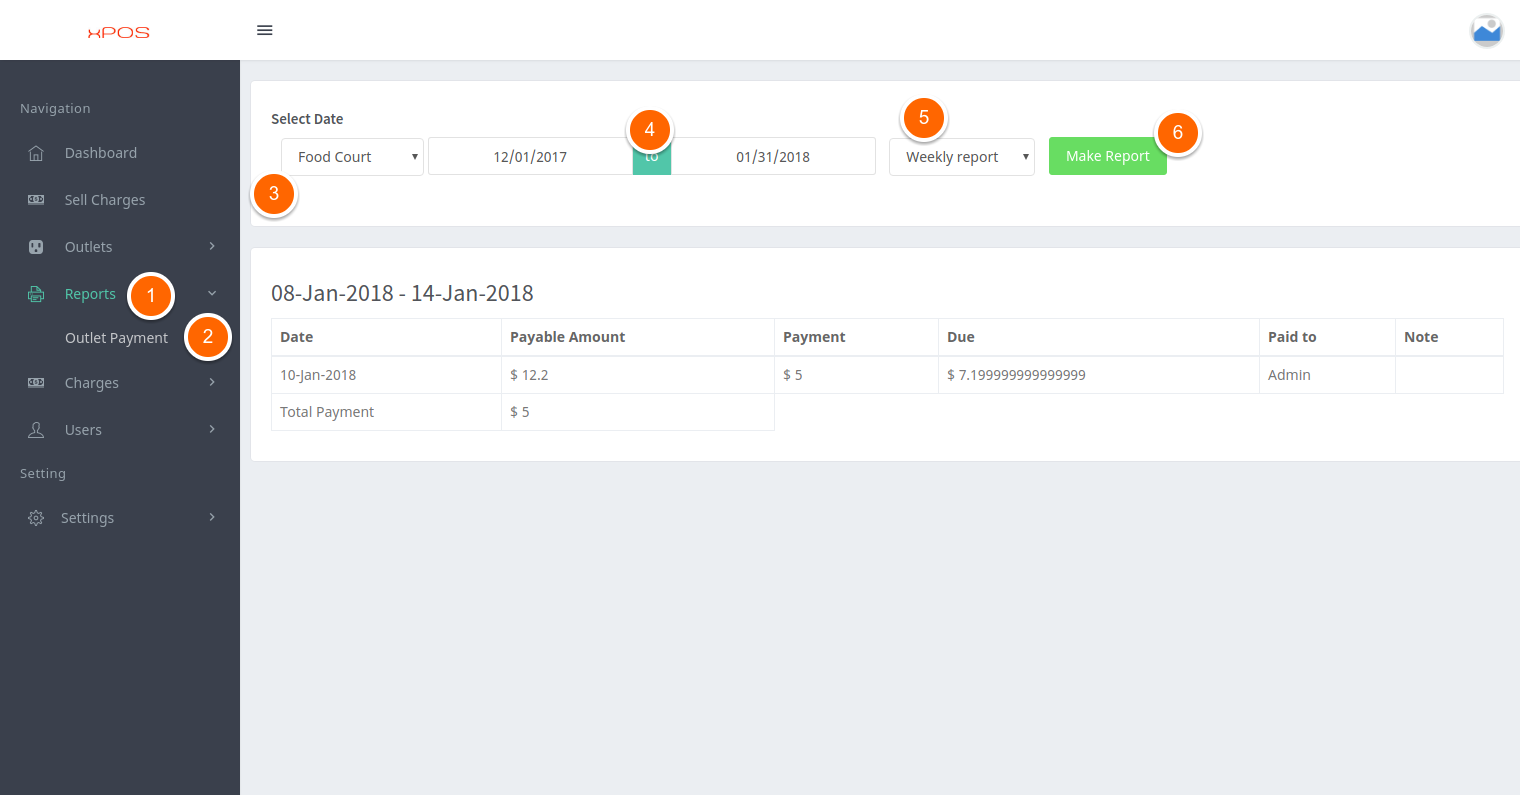 xPOS
Navigation
Dashboard
Sell Charges
Outlets
Reports 1
Outlet Payment 2
Charges
Users
Setting
Settings
Select Date
Food Court 12/01/2017 to 01/31/2018 Weekly report Make Report
3 4 5 6
08-Jan-2018 - 14-Jan-2018
Date Payable Amount Payment Due Paid to Note
10-Jan-2018 $ 12.2 $ 5 $ 7.199999999999999 Admin
Total Payment $ 5